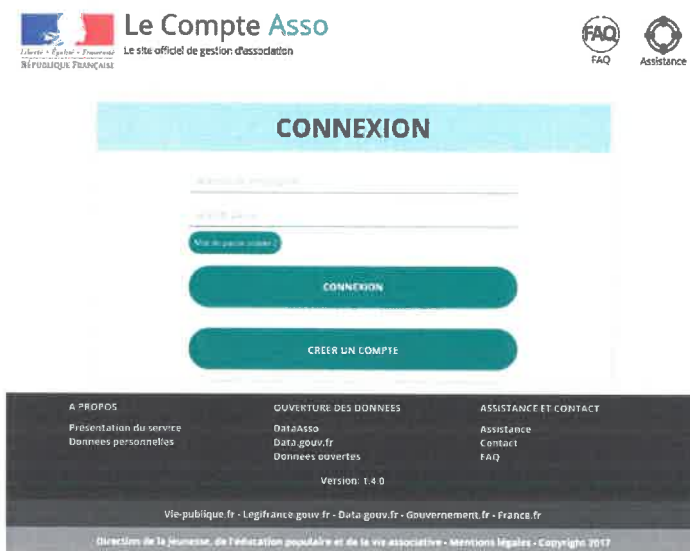 Le Compte Asso
Le site officiel de gestion d'association
Liberté • Égalité • Fraternité
RÉPUBLIQUE FRANÇAISE
FAQ
FAQ
Assistance
CONNEXION
Mot de passe oublié ?
CONNEXION
CREER UN COMPTE
A PROPOS
Présentation du service
Données personnelles
OUVERTURE DES DONNEES
DataAsso
Data.gouv.fr
Données ouvertes
ASSISTANCE ET CONTACT
Assistance
Contact
FAQ
Version: 1.4.0
Vie-publique.fr - Legifrance.gouv.fr - Data.gouv.fr - Gouvernement.fr - France.fr
Direction de la jeunesse, de l'éducation populaire et de la vie associative - Mentions légales - Copyright 2017